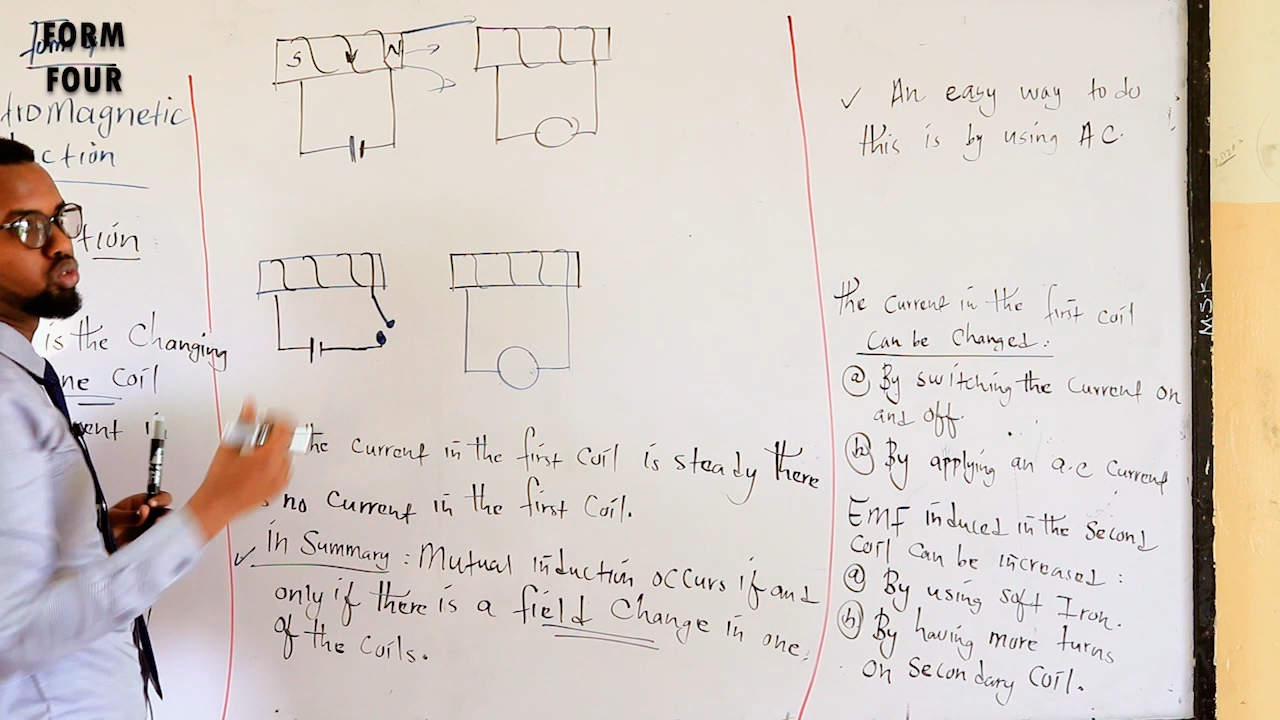 FORM
FOUR
Magnetic
ction
tion
is the Changing
ne Coil
S
N
the current in the first coil is steady there
no current in the first Coil.
✓ In Summary : Mutual induction occurs if and
only if there is a field Change in one
of the coils.
✓ An easy way to do
this is by using AC.
the current in the first coil
Can be Changed:
(a) By switching the current on
and off.
(b) By applying an a.c current
EMF induced in the second
Coil can be increased:
(a) By using soft Iron.
(b) By having more turns
on Secondary Coil.
M.S.K